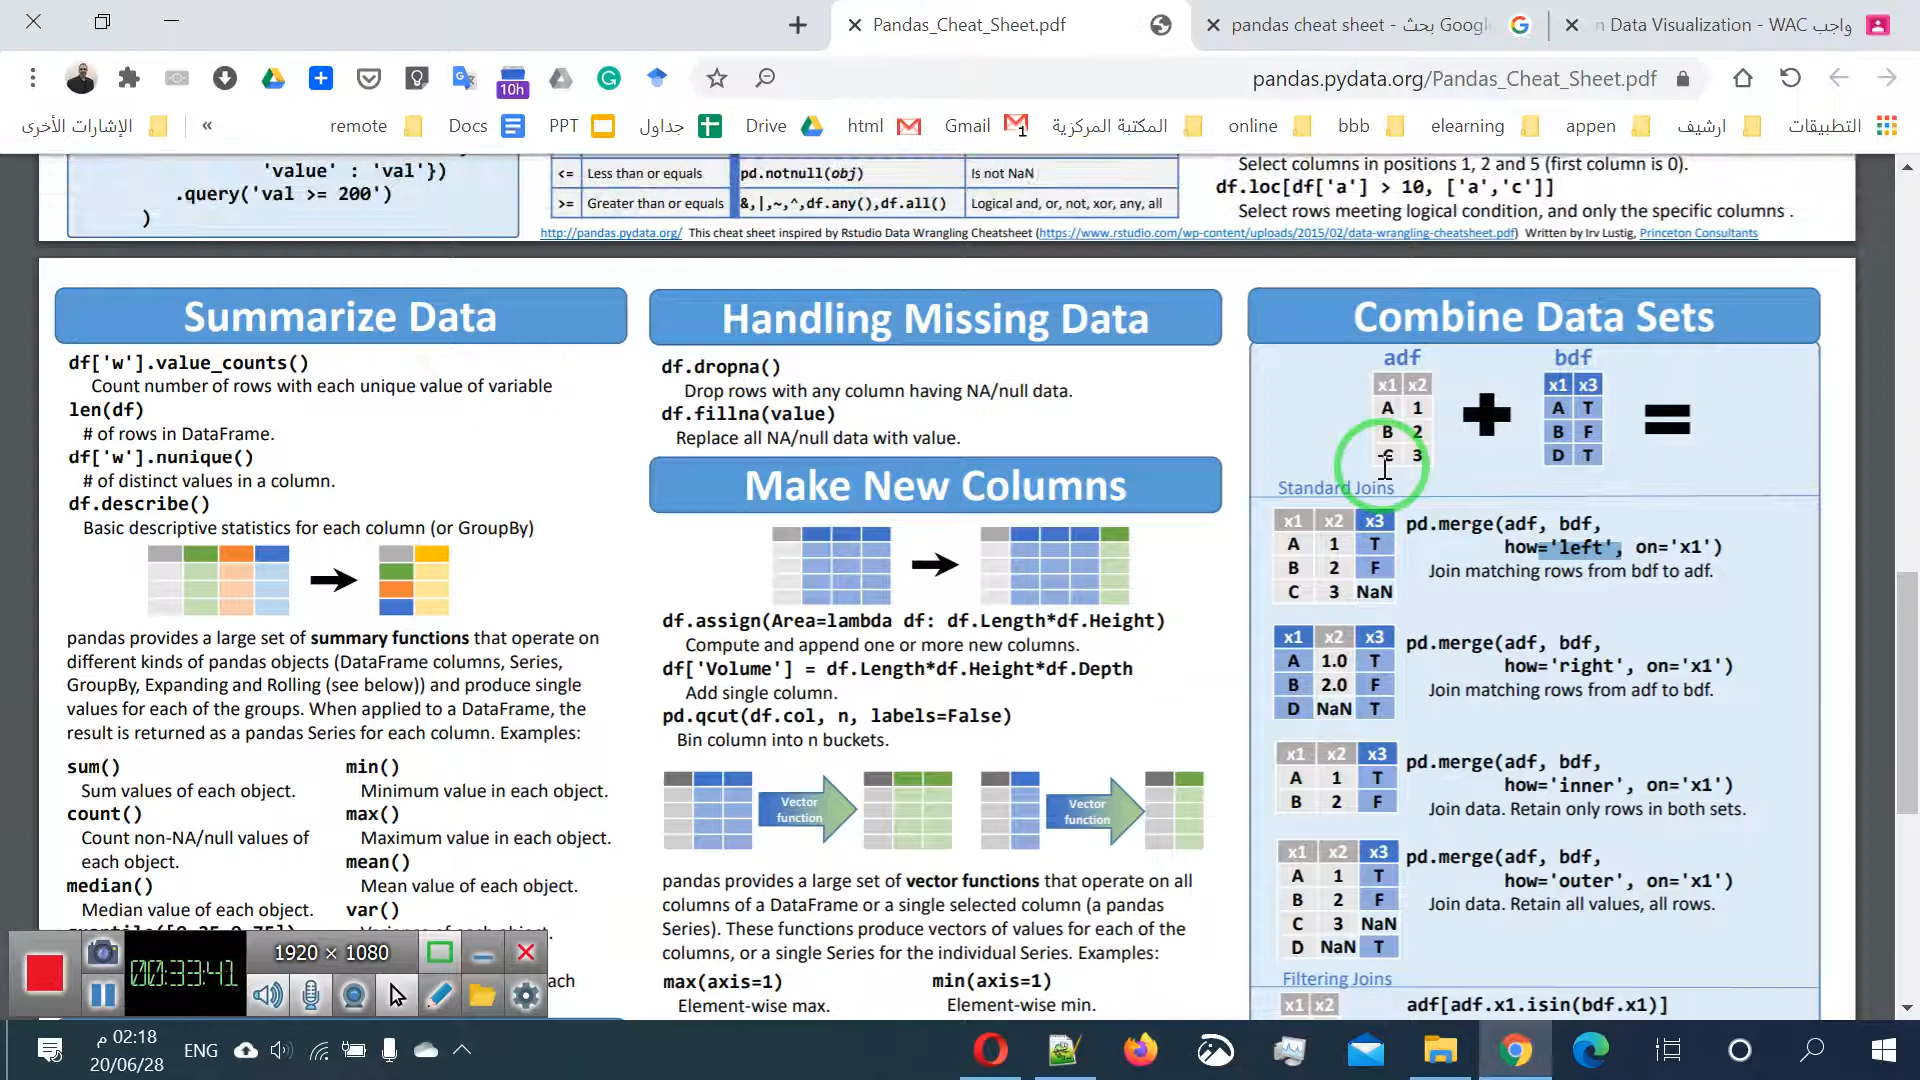 Pandas_Cheat_Sheet.pdf
pandas cheat sheet - بحث Google
n Data Visualization - WAC واجب
10h
pandas.pydata.org/Pandas_Cheat_Sheet.pdf
الإشارات الأخرى
«
remote
Docs
PPT
جداول
Drive
html
Gmail
المكتبة المركزية
online
bbb
elearning
appen
ارشيف
التطبيقات
'value' : 'val'})
.query('val >= 200')
)
<= Less than or equals pd.notnull(obj) Is not NaN
>= Greater than or equals &,|,~,^,df.any(),df.all() Logical and, or, not, xor, any, all
Select columns in positions 1, 2 and 5 (first column is 0).
df.loc[df['a'] > 10, ['a','c']]
Select rows meeting logical condition, and only the specific columns .
http://pandas.pydata.org/ This cheat sheet inspired by Rstudio Data Wrangling Cheatsheet (https://www.rstudio.com/wp-content/uploads/2015/02/data-wrangling-cheatsheet.pdf) Written by Irv Lustig, Princeton Consultants
Summarize Data
df['w'].value_counts()
Count number of rows with each unique value of variable
len(df)
# of rows in DataFrame.
df['w'].nunique()
# of distinct values in a column.
df.describe()
Basic descriptive statistics for each column (or GroupBy)
pandas provides a large set of summary functions that operate on
different kinds of pandas objects (DataFrame columns, Series,
GroupBy, Expanding and Rolling (see below)) and produce single
values for each of the groups. When applied to a DataFrame, the
result is returned as a pandas Series for each column. Examples:
sum()
Sum values of each object.
count()
Count non-NA/null values of
each object.
median()
Median value of each object.
min()
Minimum value in each object.
max()
Maximum value in each object.
mean()
Mean value of each object.
var()
each
Handling Missing Data
df.dropna()
Drop rows with any column having NA/null data.
df.fillna(value)
Replace all NA/null data with value.
Make New Columns
df.assign(Area=lambda df: df.Length*df.Height)
Compute and append one or more new columns.
df['Volume'] = df.Length*df.Height*df.Depth
Add single column.
pd.qcut(df.col, n, labels=False)
Bin column into n buckets.
Vector
function
Vector
function
pandas provides a large set of vector functions that operate on all
columns of a DataFrame or a single selected column (a pandas
Series). These functions produce vectors of values for each of the
columns, or a single Series for the individual Series. Examples:
max(axis=1)
Element-wise max.
min(axis=1)
Element-wise min.
Combine Data Sets
adf bdf
x1 x2 x1 x3
A 1 A T
B 2 B F
C 3 D T
Standard Joins
x1 x2 x3
A 1 T
B 2 F
C 3 NaN
pd.merge(adf, bdf,
how='left', on='x1')
Join matching rows from bdf to adf.
x1 x2 x3
A 1.0 T
B 2.0 F
D NaN T
pd.merge(adf, bdf,
how='right', on='x1')
Join matching rows from adf to bdf.
x1 x2 x3
A 1 T
B 2 F
pd.merge(adf, bdf,
how='inner', on='x1')
Join data. Retain only rows in both sets.
x1 x2 x3
A 1 T
B 2 F
C 3 NaN
D NaN T
pd.merge(adf, bdf,
how='outer', on='x1')
Join data. Retain all values, all rows.
Filtering Joins
x1 x2
adf[adf.x1.isin(bdf.x1)]
00:33:41
1920 × 1080
02:18 م
20/06/28
ENG